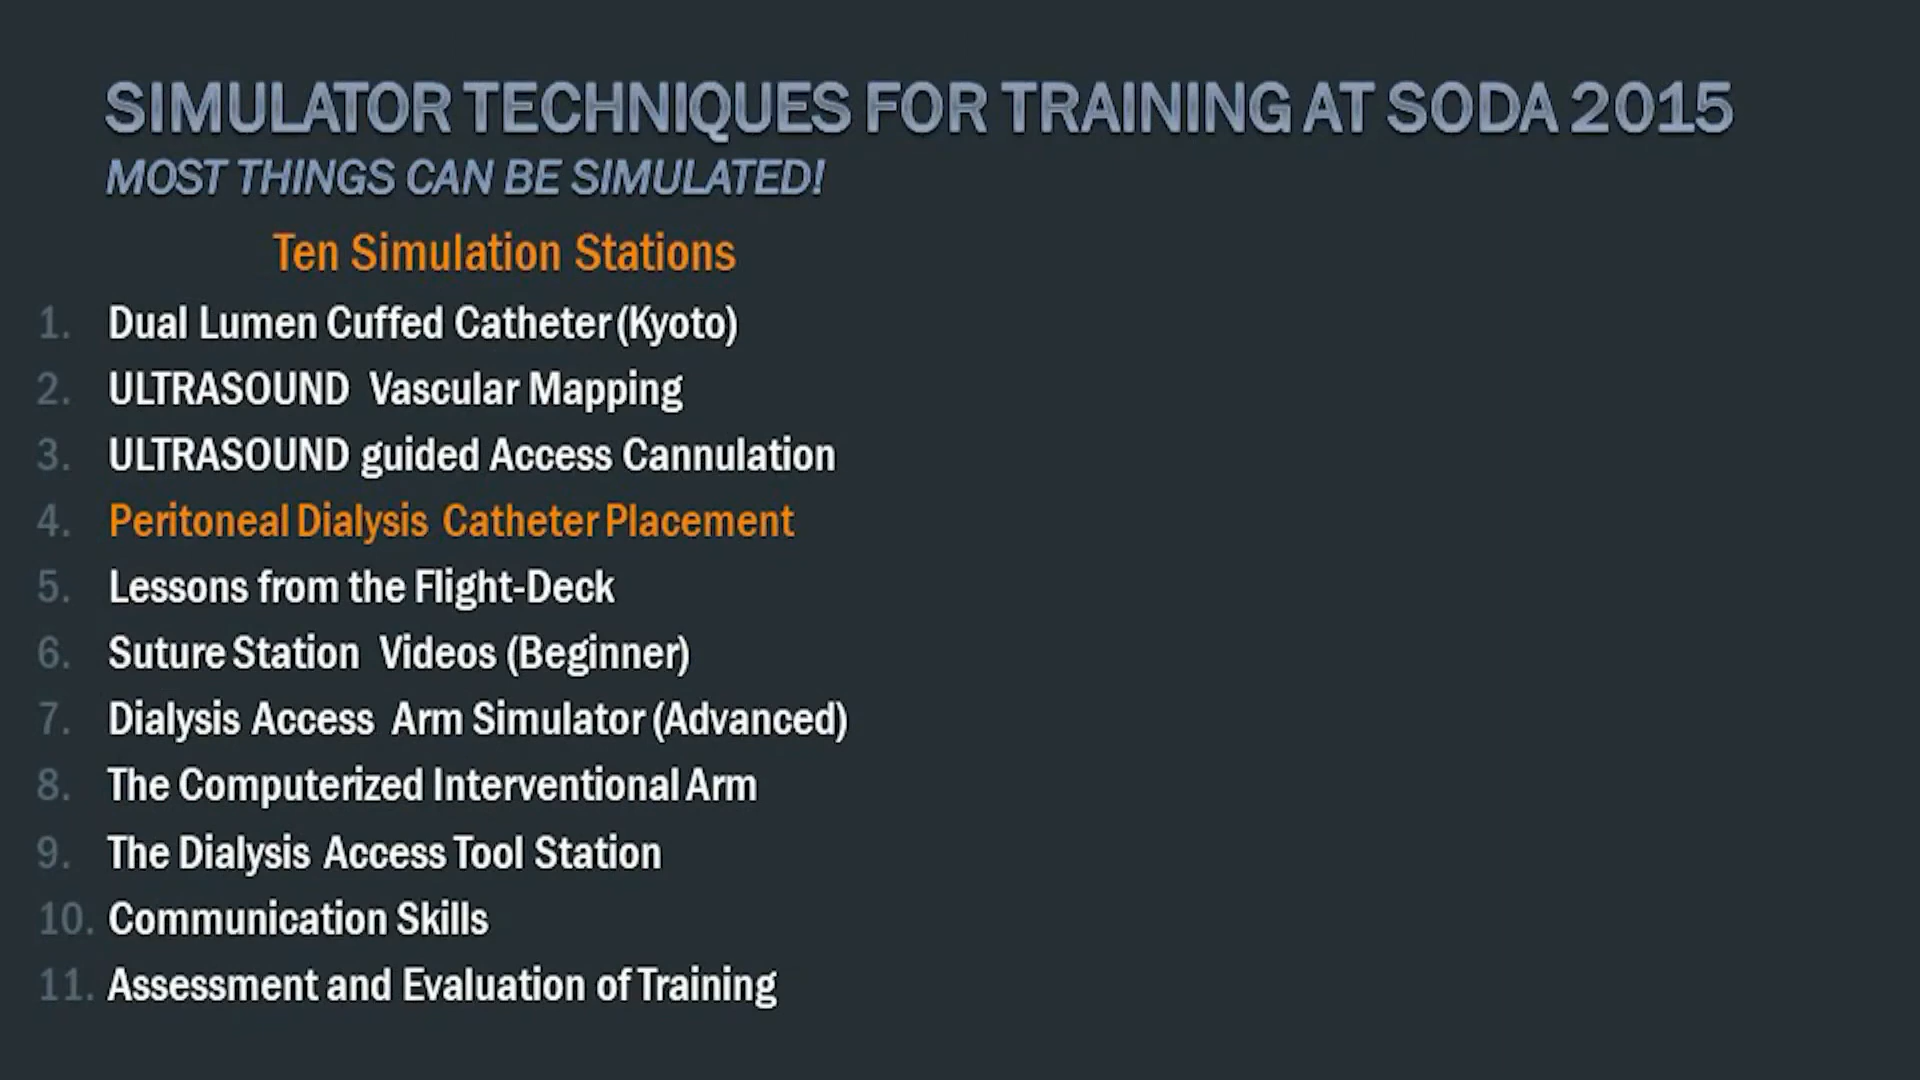 SIMULATOR TECHNIQUES FOR TRAINING AT SODA 2015
MOST THINGS CAN BE SIMULATED!
Ten Simulation Stations
1. Dual Lumen Cuffed Catheter (Kyoto)
2. ULTRASOUND Vascular Mapping
3. ULTRASOUND guided Access Cannulation
4. Peritoneal Dialysis Catheter Placement
5. Lessons from the Flight-Deck
6. Suture Station Videos (Beginner)
7. Dialysis Access Arm Simulator (Advanced)
8. The Computerized Interventional Arm
9. The Dialysis Access Tool Station
10. Communication Skills
11. Assessment and Evaluation of Training